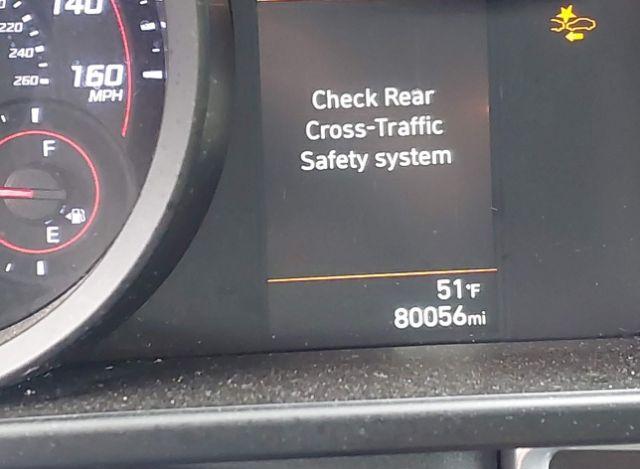 140
220
240
260
160
MPH
F
E
Check Rear
Cross-Traffic
Safety system
51°F
80056mi